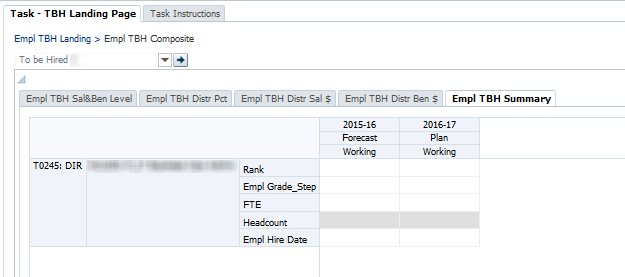 Task - TBH Landing Page Task Instructions
Empl TBH Landing > Empl TBH Composite
To be Hired
Empl TBH Sal&Ben Level Empl TBH Distr Pct Empl TBH Distr Sal $ Empl TBH Distr Ben $ Empl TBH Summary
2015-16 2016-17
Forecast Plan
Working Working
T0245: DIR Rank
Empl Grade_Step
FTE
Headcount
Empl Hire Date